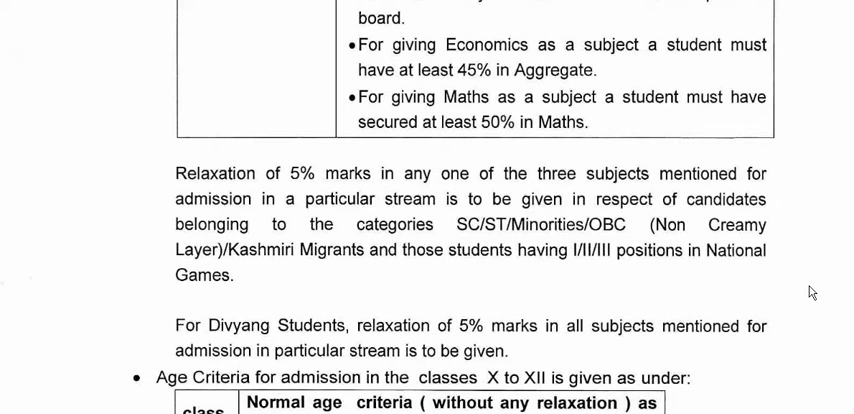 board.
• For giving Economics as a subject a student must
have at least 45% in Aggregate.
• For giving Maths as a subject a student must have
secured at least 50% in Maths.
Relaxation of 5% marks in any one of the three subjects mentioned for
admission in a particular stream is to be given in respect of candidates
belonging to the categories SC/ST/Minorities/OBC (Non Creamy
Layer)/Kashmiri Migrants and those students having I/II/III positions in National
Games.
For Divyang Students, relaxation of 5% marks in all subjects mentioned for
admission in particular stream is to be given.
• Age Criteria for admission in the classes X to XII is given as under:
class
Normal age criteria ( without any relaxation ) as